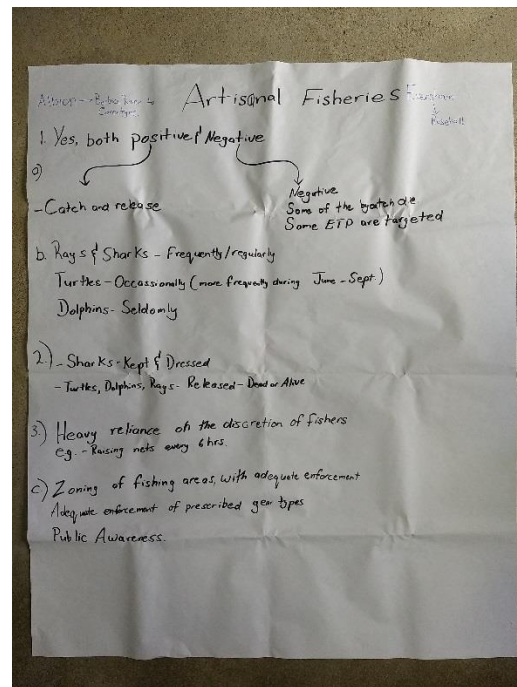 Artisanal Fisheries
1. Yes, both positive & Negative
a)
- Catch and release
Negative
Some of the bycatch die
Some ETP are targeted
b. Rays & Sharks - Frequently/regularly
Turtles - Occassionally (more frequently during June - Sept.)
Dolphins - Seldomly
2.) - Sharks - Kept & Dressed
- Turtles, Dolphins, Rays - Released - Dead or Alive
3.) Heavy reliance on the discretion of fishers
eg. - Raising nets every 6 hrs.
c) Zoning of fishing areas, with adequate enforcement
Adequate enforcement of prescribed gear types
Public Awareness.